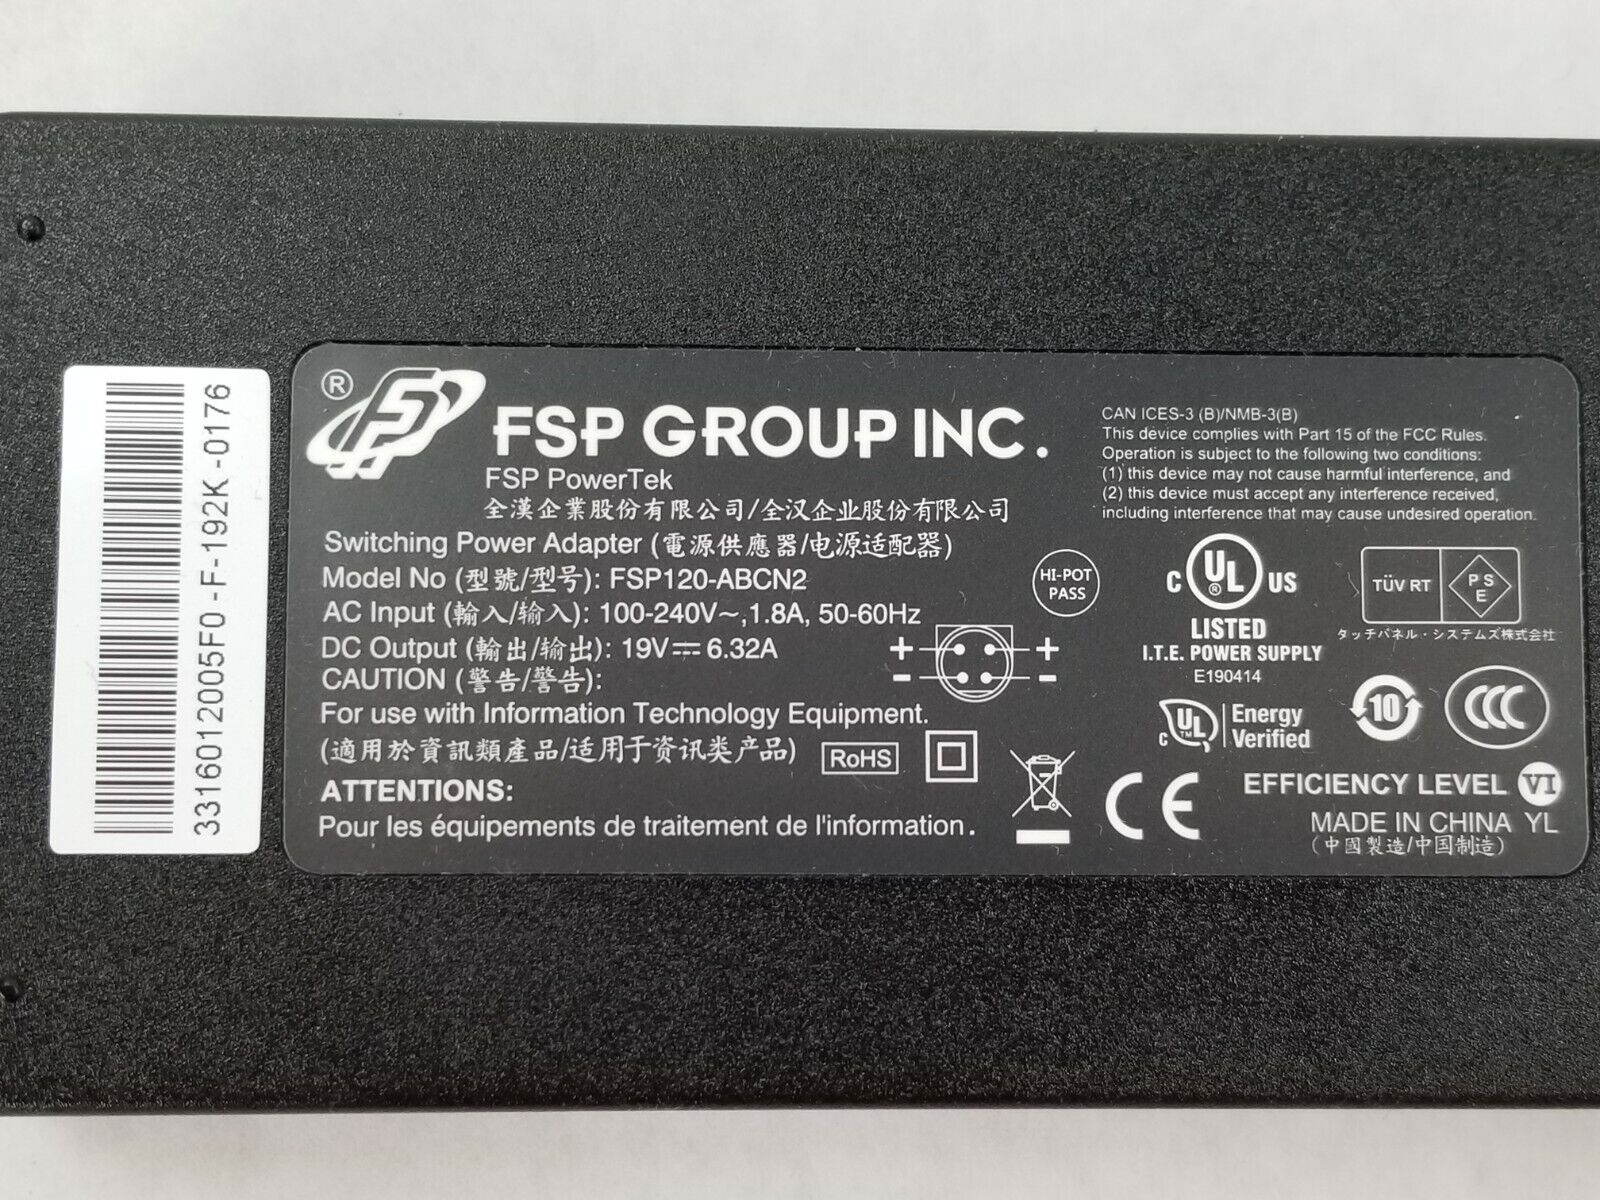 3316012005F0 -F-192K -0176
® FSP GROUP INC.
FSP PowerTek
全漢企業股份有限公司/全汉企业股份有限公司
Switching Power Adapter (電源供應器/电源适配器)
Model No (型號/型号): FSP120-ABCN2
AC Input (輸入/输入): 100-240V~,1.8A, 50-60Hz
DC Output (輸出/输出): 19V⎓6.32A
CAUTION (警告/警告):
For use with Information Technology Equipment.
(適用於資訊類產品/适用于资讯类产品)
RoHS
ATTENTIONS:
Pour les équipements de traitement de l'information.
+ +
- -
HI-POT
PASS
CAN ICES-3 (B)/NMB-3(B)
This device complies with Part 15 of the FCC Rules.
Operation is subject to the following two conditions:
(1) this device may not cause harmful interference, and
(2) this device must accept any interference received,
including interference that may cause undesired operation.
C UL US
LISTED
I.T.E. POWER SUPPLY
E190414
TÜV RT
P S
E
タッチパネル・システムズ株式会社
C UL TM Energy
Verified
10
CCC
CE
EFFICIENCY LEVEL VI
MADE IN CHINA YL
(中國製造/中国制造)